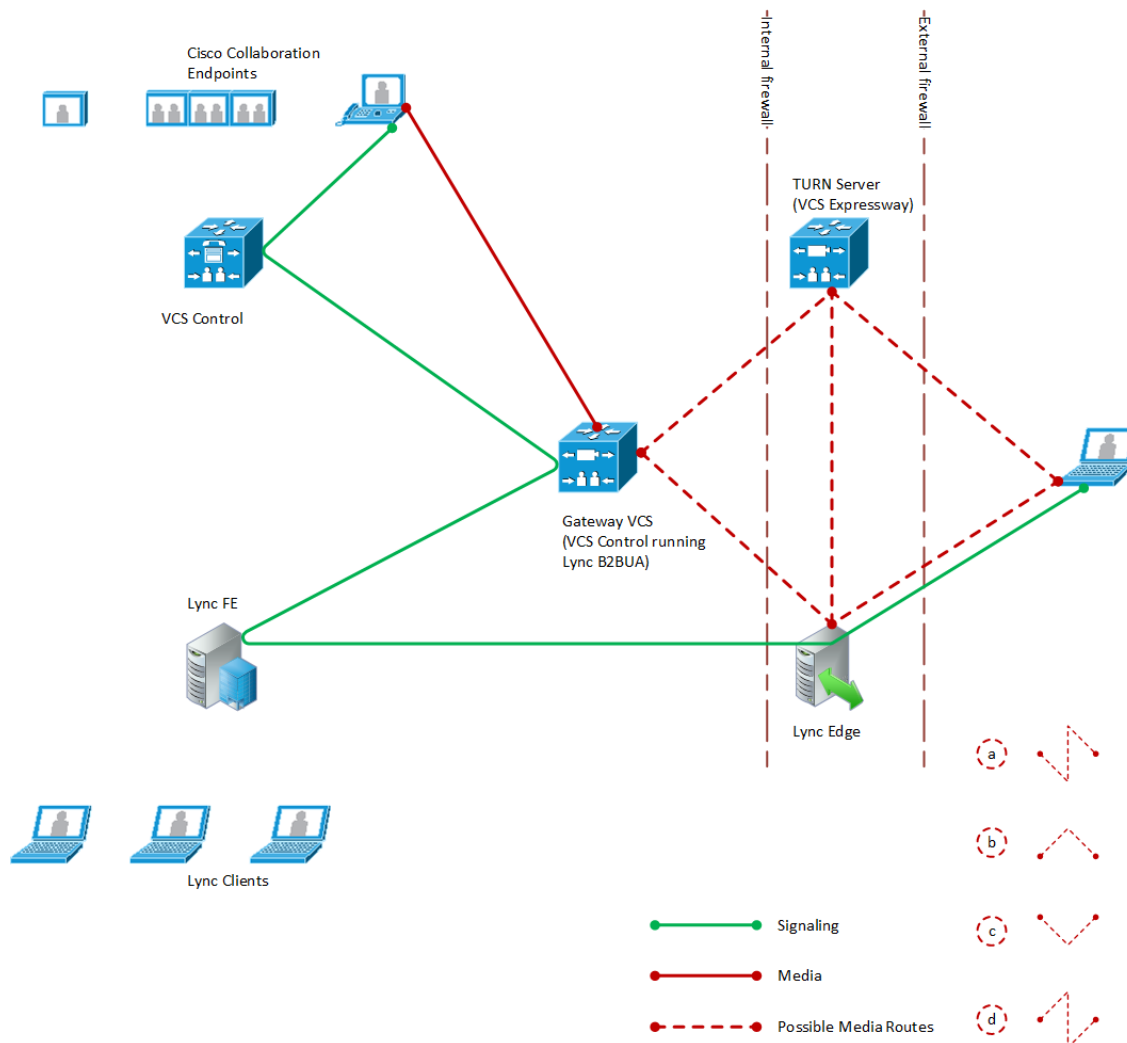 Cisco Collaboration
Endpoints
Internal firewall
External firewall
TURN Server
(VCS Expressway)
VCS Control
Gateway VCS
(VCS Control running
Lync B2BUA)
Lync FE
Lync Edge
a
b
Lync Clients
Signaling
c
Media
Possible Media Routes
d